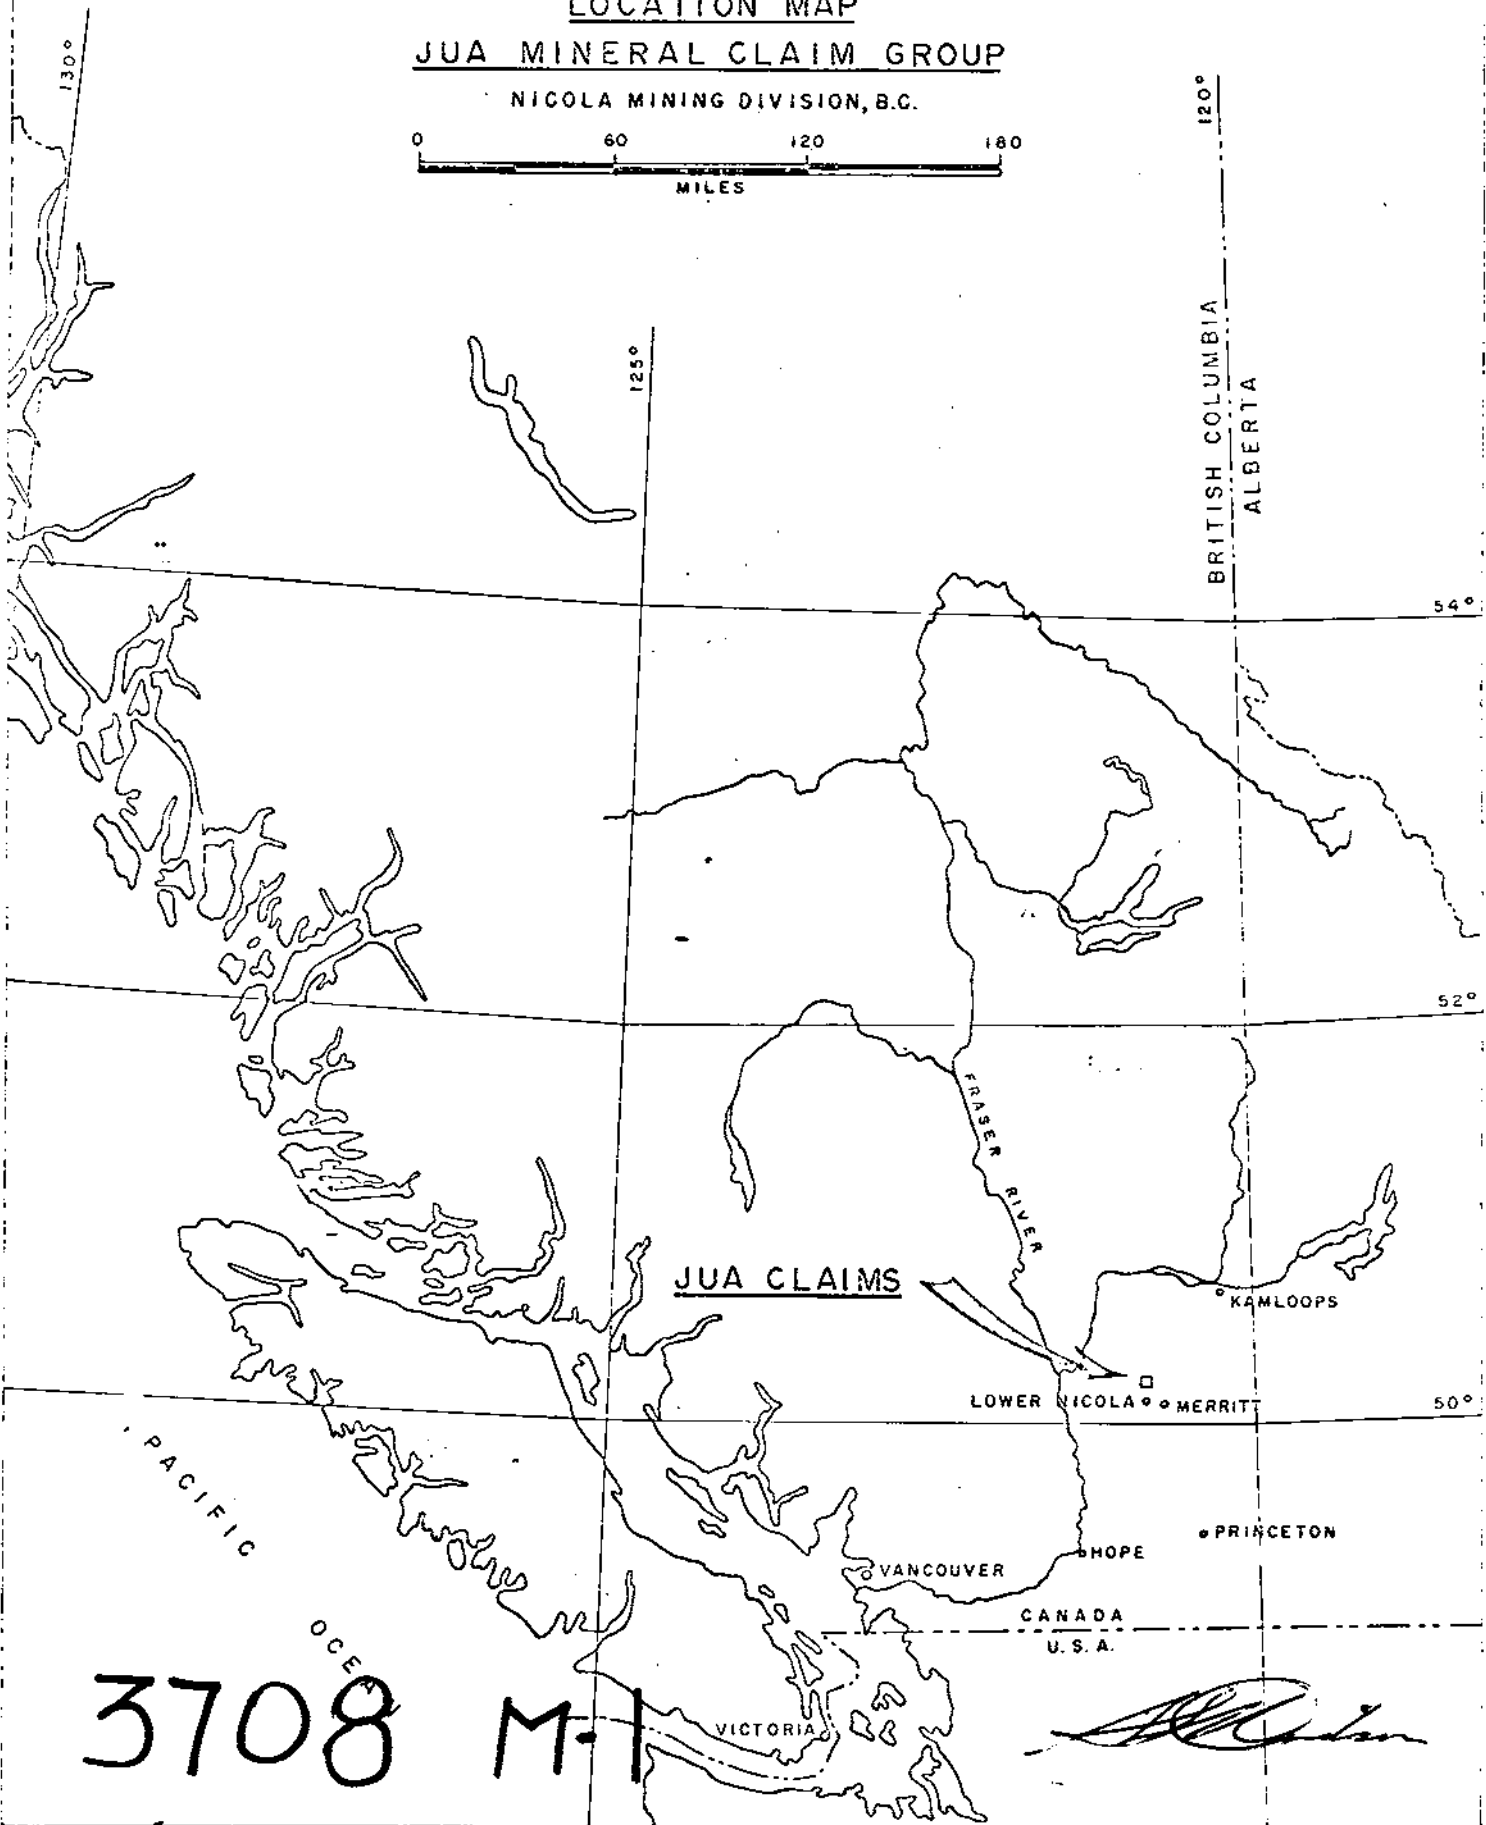 LOCATION MAP
JUA MINERAL CLAIM GROUP
NICOLA MINING DIVISION, B.C.
0 60 120 180
MILES
130°
120°
125°
BRITISH COLUMBIA
ALBERTA
54°
52°
FRASER RIVER
JUA CLAIMS
KAMLOOPS
LOWER NICOLA
MERRITT
50°
PACIFIC OCEAN
PRINCETON
HOPE
VANCOUVER
CANADA
U.S.A.
VICTORIA
3708 M-1